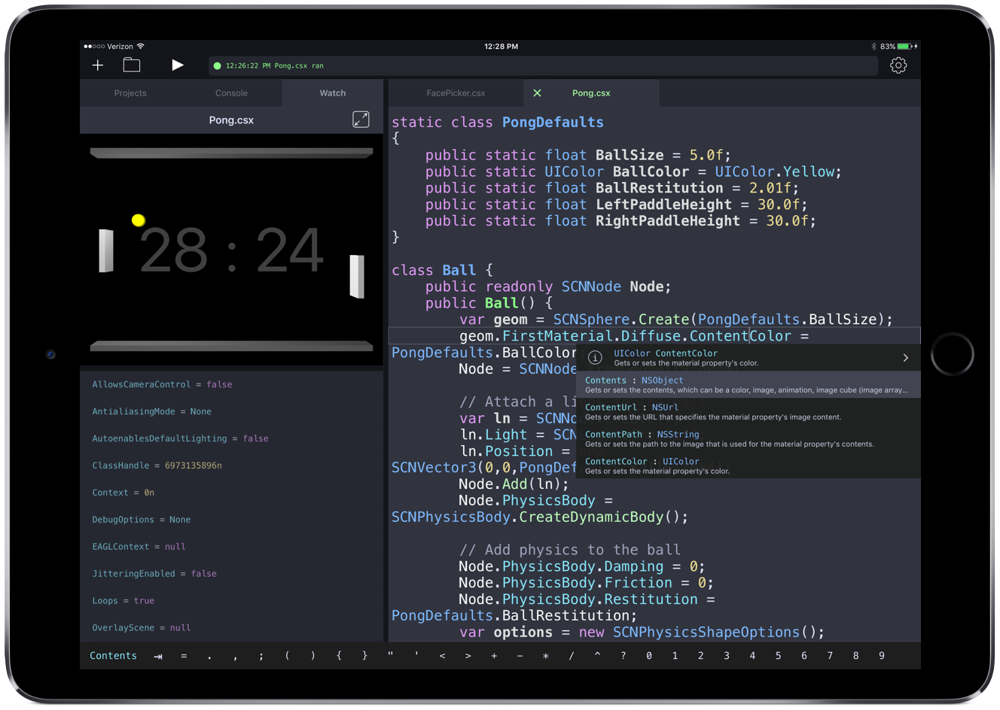 Verizon
12:28 PM
83%
12:26:22 PM Pong.csx ran
Projects
Console
Watch
FacePicker.csx
Pong.csx
Pong.csx
28 : 24
AllowsCameraControl = false
AntialiasingMode = None
AutoenablesDefaultLighting = false
ClassHandle = 6973135896n
Context = 0n
DebugOptions = None
EAGLContext = null
JitteringEnabled = false
Loops = true
OverlayScene = null
static class PongDefaults
{
public static float BallSize = 5.0f;
public static UIColor BallColor = UIColor.Yellow;
public static float BallRestitution = 2.01f;
public static float LeftPaddleHeight = 30.0f;
public static float RightPaddleHeight = 30.0f;
}
class Ball {
public readonly SCNNode Node;
public Ball() {
var geom = SCNSphere.Create(PongDefaults.BallSize);
geom.FirstMaterial.Diffuse.ContentColor =
PongDefaults.BallColor;
Node = SCNNode
// Attach a li
var ln = SCNNo
ln.Light = SCN
ln.Position =
SCNVector3(0,0,PongDef
Node.Add(ln);
Node.PhysicsBody =
SCNPhysicsBody.CreateDynamicBody();
// Add physics to the ball
Node.PhysicsBody.Damping = 0;
Node.PhysicsBody.Friction = 0;
Node.PhysicsBody.Restitution =
PongDefaults.BallRestitution;
var options = new SCNPhysicsShapeOptions();
UIColor ContentColor
Gets or sets the material property's color.
Contents : NSObject
Gets or sets the contents, which can be a color, image, animation, image cube (image array...
ContentUrl : NSUrl
Gets or sets the URL that specifies the material property's image content.
ContentPath : NSString
Gets or sets the path to the image that is used for the material property's contents.
ContentColor : UIColor
Gets or sets the material property's color.
Contents ⇥ = . , ; ( ) { } " ' < > + - * / ^ ? 0 1 2 3 4 5 6 7 8 9